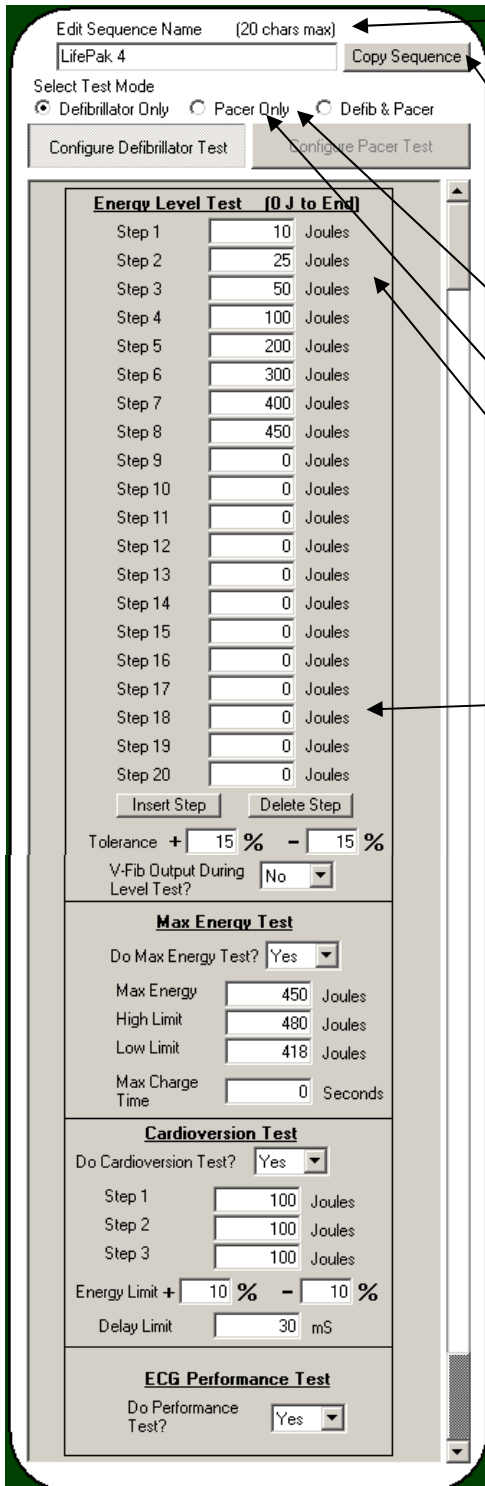 Edit Sequence Name (20 chars max)
LifePak 4 Copy Sequence
Select Test Mode
Defibrillator Only Pacer Only Defib & Pacer
Configure Defibrillator Test Configure Pacer Test
Energy Level Test (0 J to End)
Step 1 10 Joules
Step 2 25 Joules
Step 3 50 Joules
Step 4 100 Joules
Step 5 200 Joules
Step 6 300 Joules
Step 7 400 Joules
Step 8 450 Joules
Step 9 0 Joules
Step 10 0 Joules
Step 11 0 Joules
Step 12 0 Joules
Step 13 0 Joules
Step 14 0 Joules
Step 15 0 Joules
Step 16 0 Joules
Step 17 0 Joules
Step 18 0 Joules
Step 19 0 Joules
Step 20 0 Joules
Insert Step Delete Step
Tolerance + 15 % - 15 %
V-Fib Output During
Level Test? No
Max Energy Test
Do Max Energy Test? Yes
Max Energy 450 Joules
High Limit 480 Joules
Low Limit 418 Joules
Max Charge
Time 0 Seconds
Cardioversion Test
Do Cardioversion Test? Yes
Step 1 100 Joules
Step 2 100 Joules
Step 3 100 Joules
Energy Limit + 10 % - 10 %
Delay Limit 30 mS
ECG Performance Test
Do Performance
Test? Yes